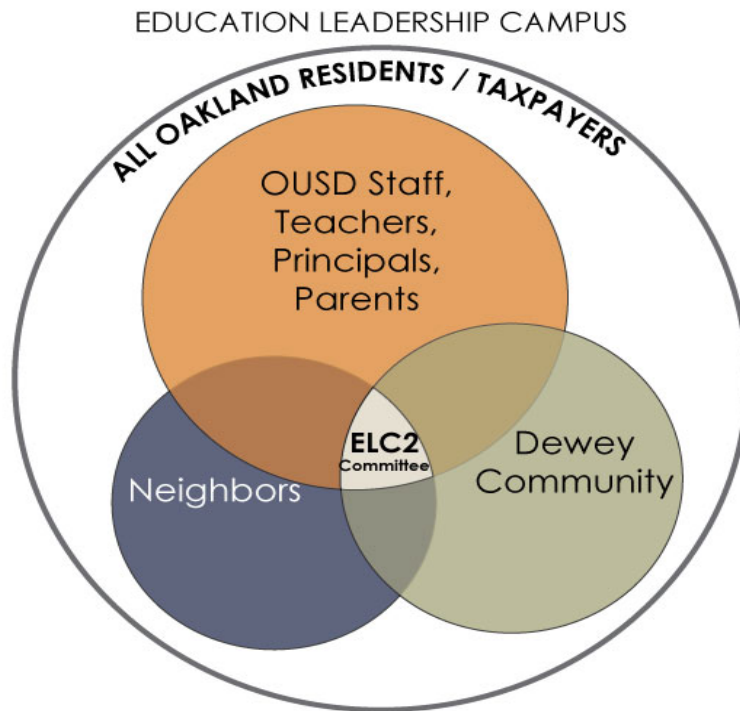 EDUCATION LEADERSHIP CAMPUS
ALL OAKLAND RESIDENTS / TAXPAYERS
OUSD Staff,
Teachers,
Principals,
Parents
ELC2
Committee
Neighbors
Dewey
Community